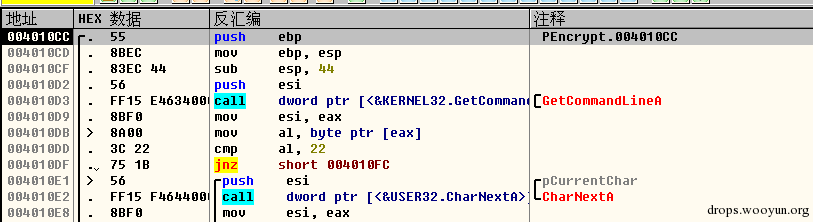 地址 HEX 数据 反汇编 注释
004010CC . 55 push ebp PEncrypt.004010CC
004010CD . 8BEC mov ebp, esp
004010CF . 83EC 44 sub esp, 44
004010D2 . 56 push esi
004010D3 . FF15 E4634000 call dword ptr [<&KERNEL32.GetComman GetCommandLineA
004010D9 . 8BF0 mov esi, eax
004010DB > 8A00 mov al, byte ptr [eax]
004010DD . 3C 22 cmp al, 22
004010DF . 75 1B jnz short 004010FC
004010E1 > 56 push esi pCurrentChar
004010E2 . FF15 F4644000 call dword ptr [<&USER32.CharNextA>] CharNextA
004010E8 . 8BF0 mov esi, eax
drops.wooyun.org